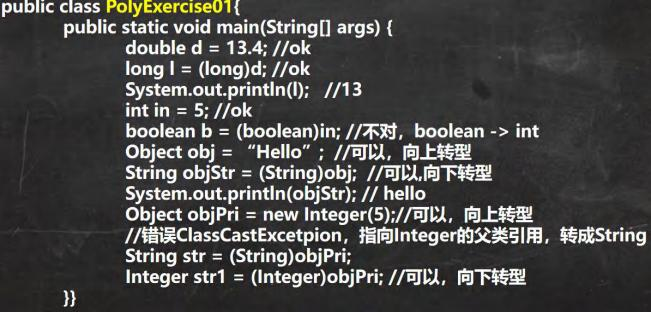 public class PolyExercise01{
public static void main(String[] args) {
double d = 13.4; //ok
long l = (long)d; //ok
System.out.println(l); //13
int in = 5; //ok
boolean b = (boolean)in; //不对，boolean -> int
Object obj = “Hello”; //可以，向上转型
String objStr = (String)obj; //可以,向下转型
System.out.println(objStr); // hello
Object objPri = new Integer(5);//可以，向上转型
//错误ClassCastExcetpion，指向Integer的父类引用，转成String
String str = (String)objPri;
Integer str1 = (Integer)objPri; //可以，向下转型
}}